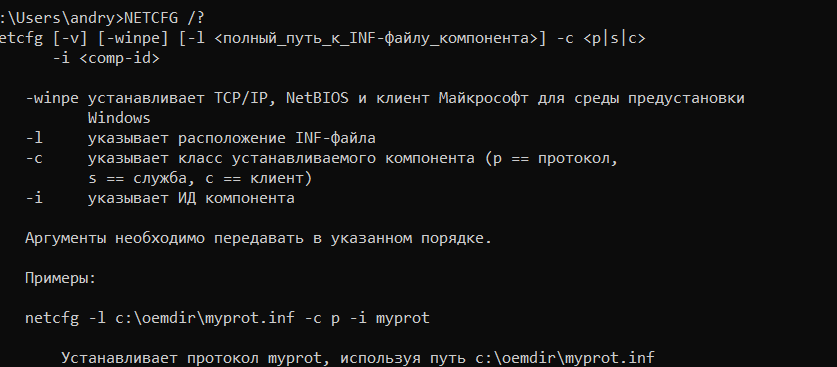 :\Users\andry>NETCFG /?
etcfg [-v] [-winpe] [-l <полный_путь_к_INF-файлу_компонента>] -c <p|s|c>
-i <comp-id>
-winpe устанавливает TCP/IP, NetBIOS и клиент Майкрософт для среды предустановки
Windows
-l указывает расположение INF-файла
-c указывает класс устанавливаемого компонента (p == протокол,
s == служба, c == клиент)
-i указывает ИД компонента
Аргументы необходимо передавать в указанном порядке.
Примеры:
netcfg -l c:\oemdir\myprot.inf -c p -i myprot
Устанавливает протокол myprot, используя путь c:\oemdir\myprot.inf